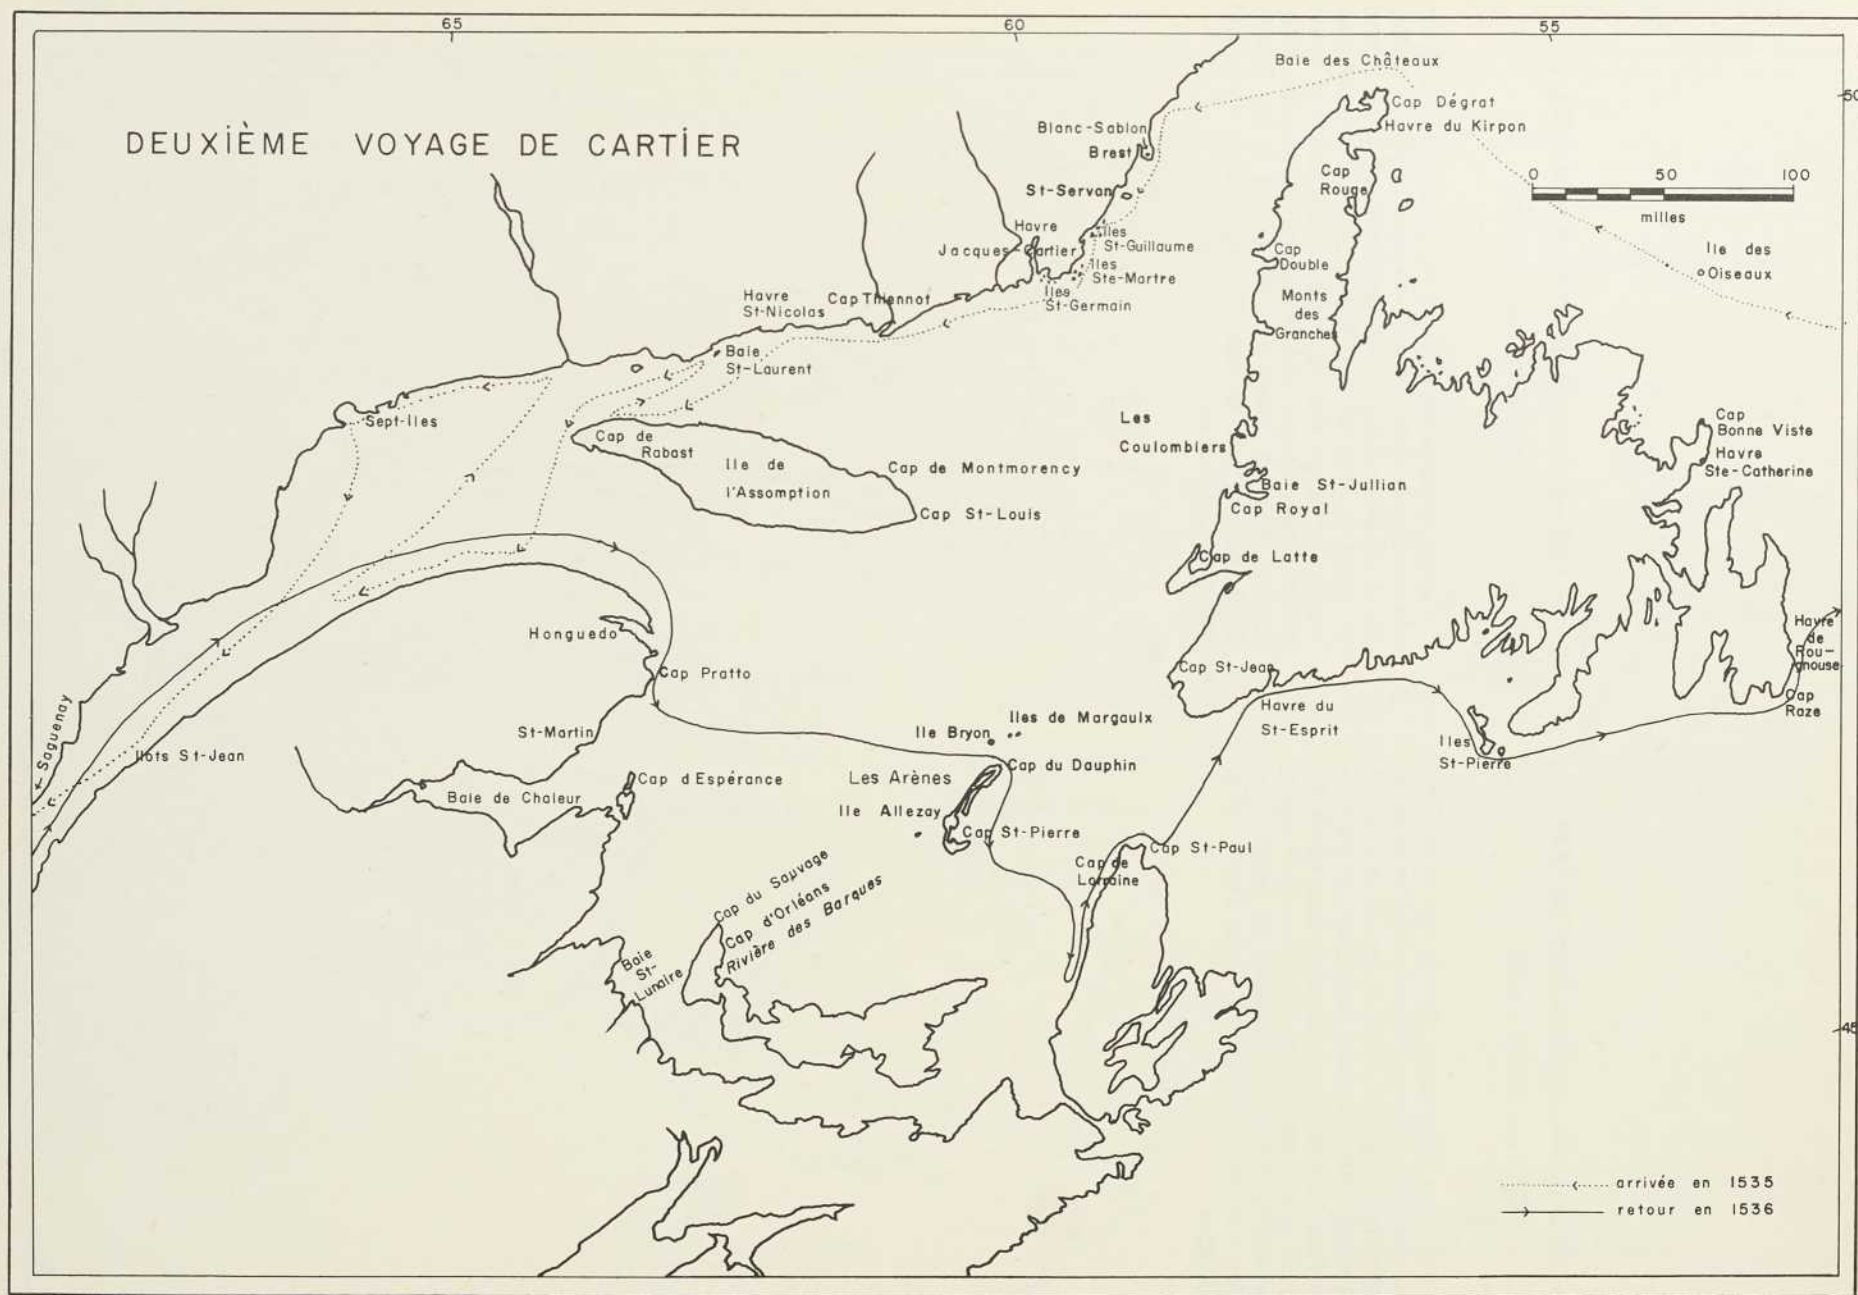 65
60
55
50
45
DEUXIÈME VOYAGE DE CARTIER
Baie des Châteaux
Cap Dégrat
Havre du Kirpon
Blanc-Sablon
Brest
St-Servan
Cap
Rouge
0 50 100
milles
Havre
Jacques-Cartier
Iles
St-Guillaume
Iles
Ste-Martre
Iles
St-Germain
Cap
Double
Ile des
Oiseaux
Havre
St-Nicolas
Cap Thiennot
Monts
des
Granches
Baie
St-Laurent
Sept-Iles
Cap de
Rabast
Ile de
l'Assomption
Cap de Montmorency
Cap St-Louis
Les
Coulombiers
Baie St-Jullian
Cap Royal
Cap de Latte
Cap
Bonne Viste
Havre
Ste-Catherine
Honguedo
Cap Pratto
Cap St-Jean
Havre
de
Rou-
gnouse
Cap
Raze
← Saguenay
Ilots St-Jean
St-Martin
Iles de Margaulx
Ile Bryon
Havre du
St-Esprit
Iles
St-Pierre
Cap d'Espérance
Baie de Chaleur
Les Arènes
Cap du Dauphin
Ile Allezay
Cap St-Pierre
Cap St-Paul
Cap de
Lorraine
Cap du Sauvage
Cap d'Orléans
Rivière des Barques
Baie
St-
Lunaire
arrivée en 1535
retour en 1536